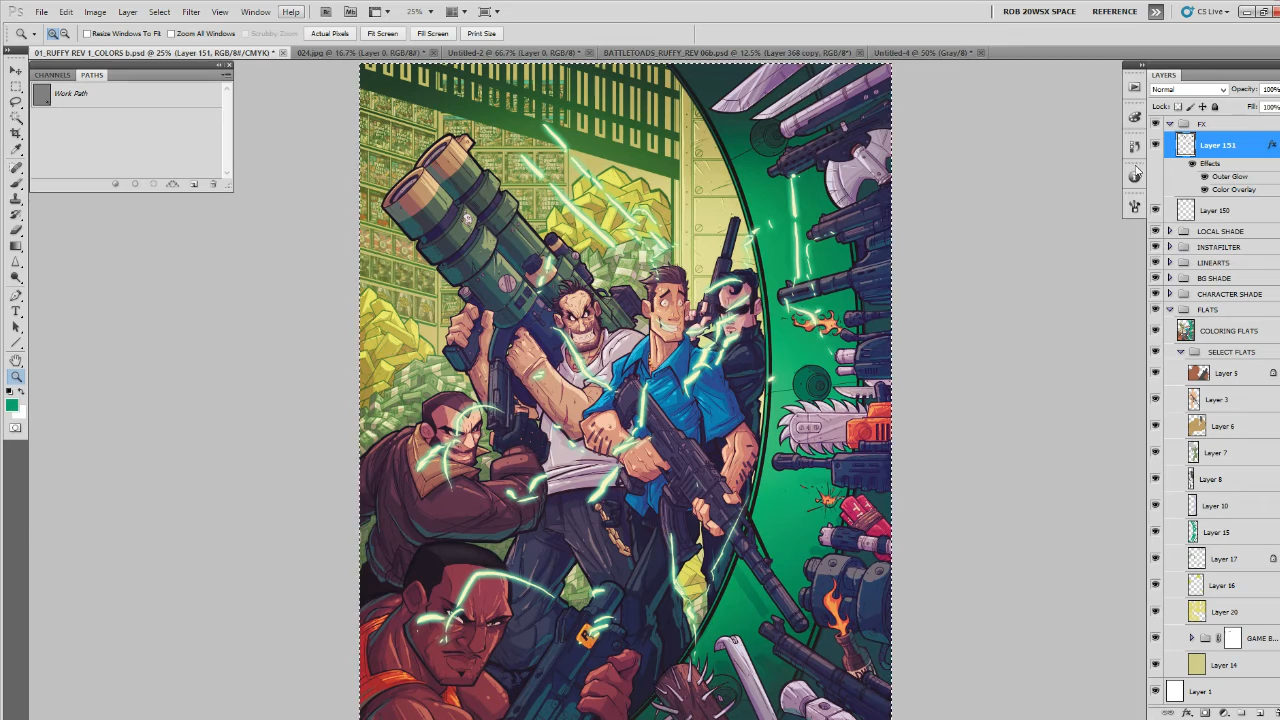 Ps File Edit Image Layer Select Filter View Window Help Br Mb 25% ROB 20WSX SPACE REFERENCE CS Live
Resize Windows To Fit Zoom All Windows Scrubby Zoom Actual Pixels Fit Screen Fill Screen Print Size
01_RUFFY REV 1_COLORS b.psd @ 25% (Layer 151, RGB/8#/CMYK) * 024.jpg @ 16.7% (Layer 0, RGB/8#) * Untitled-2 @ 66.7% (Layer 0, RGB/8) * BATTLETOADS_RUFFY_REV 06b.psd @ 12.5% (Layer 368 copy, RGB/8#*) Untitled-4 @ 50% (Gray/8) *
CHANNELS PATHS
Work Path
LAYERS
Normal Opacity: 100%
Lock: Fill: 100%
FX
Layer 151 fx
Effects
Outer Glow
Color Overlay
Layer 150
LOCAL SHADE
INSTAFILTER
LINEARTS
BG SHADE
CHARACTER SHADE
FLATS
COLORING FLATS
SELECT FLATS
Layer 5
Layer 3
Layer 6
Layer 7
Layer 8
Layer 10
Layer 15
Layer 17
Layer 16
Layer 20
GAME B...
Layer 14
Layer 1